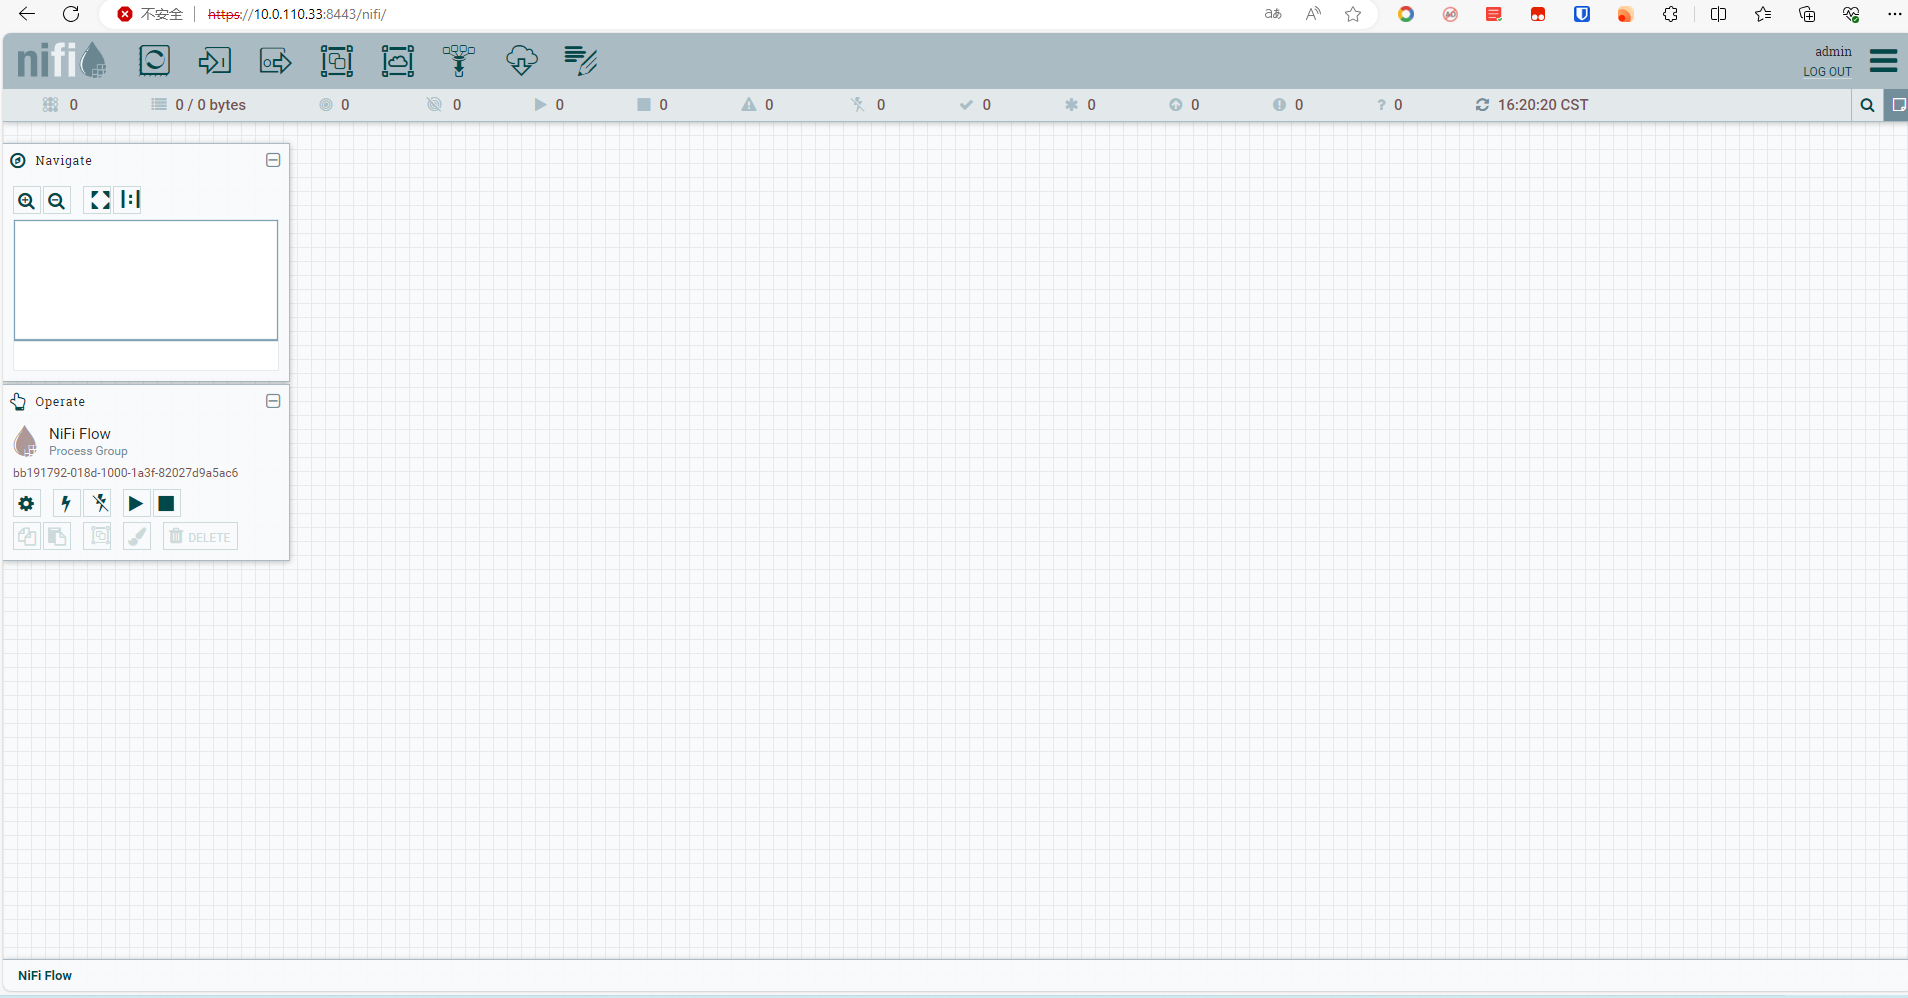 不安全 https://10.0.110.33:8443/nifi/ aあ A
nifi
admin
LOG OUT
0 0 / 0 bytes 0 0 0 0 0 0 0 0 0 0 ? 0 16:20:20 CST
Navigate
Operate
NiFi Flow
Process Group
bb191792-018d-1000-1a3f-82027d9a5ac6
DELETE
NiFi Flow